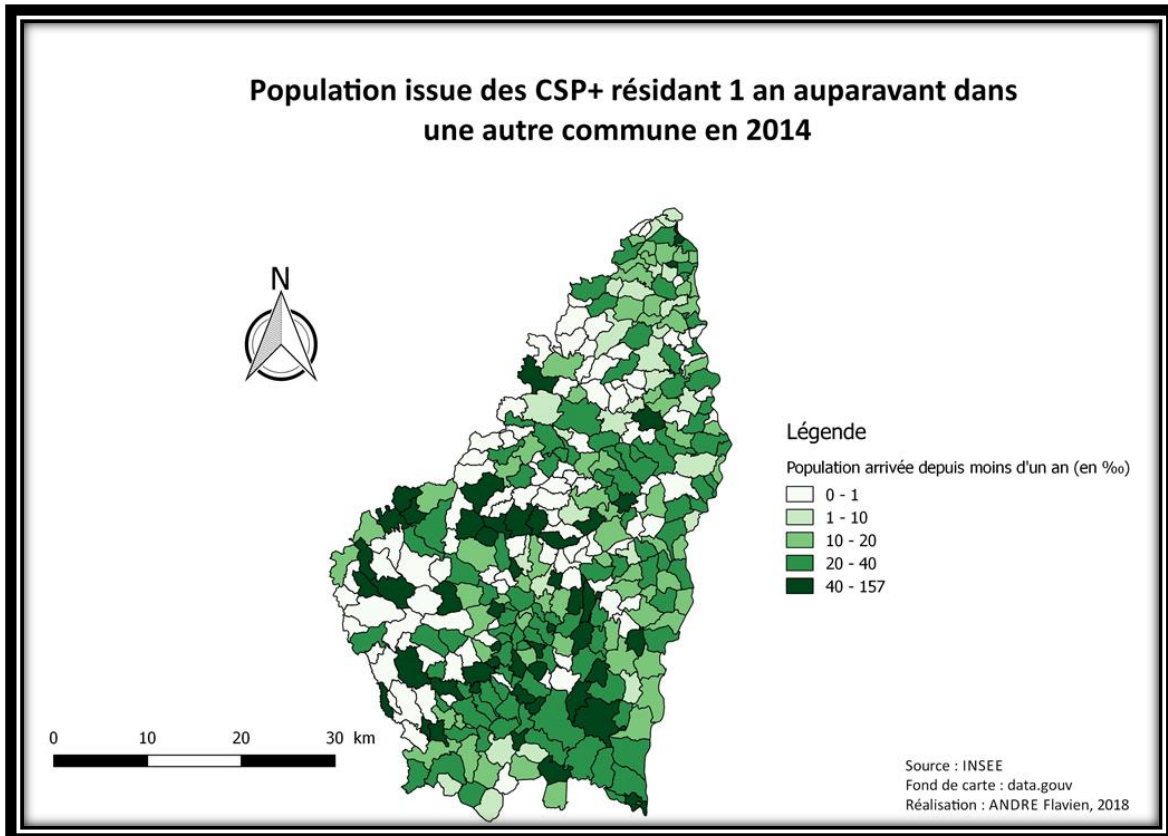 Population issue des CSP+ résidant 1 an auparavant dans
une autre commune en 2014
N
Légende
Population arrivée depuis moins d'un an (en ‰)
0 - 1
1 - 10
10 - 20
20 - 40
40 - 157
0 10 20 30 km
Source : INSEE
Fond de carte : data.gouv
Réalisation : ANDRE Flavien, 2018